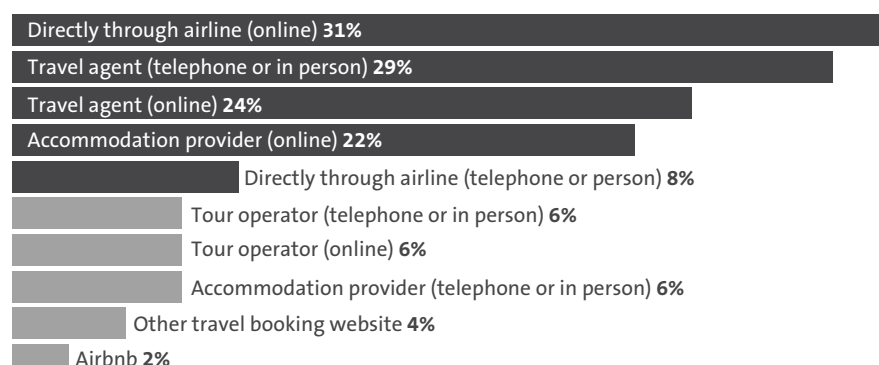 Directly through airline (online) 31%
Travel agent (telephone or in person) 29%
Travel agent (online) 24%
Accommodation provider (online) 22%
Directly through airline (telephone or person) 8%
Tour operator (telephone or in person) 6%
Tour operator (online) 6%
Accommodation provider (telephone or in person) 6%
Other travel booking website 4%
Airbnb 2%